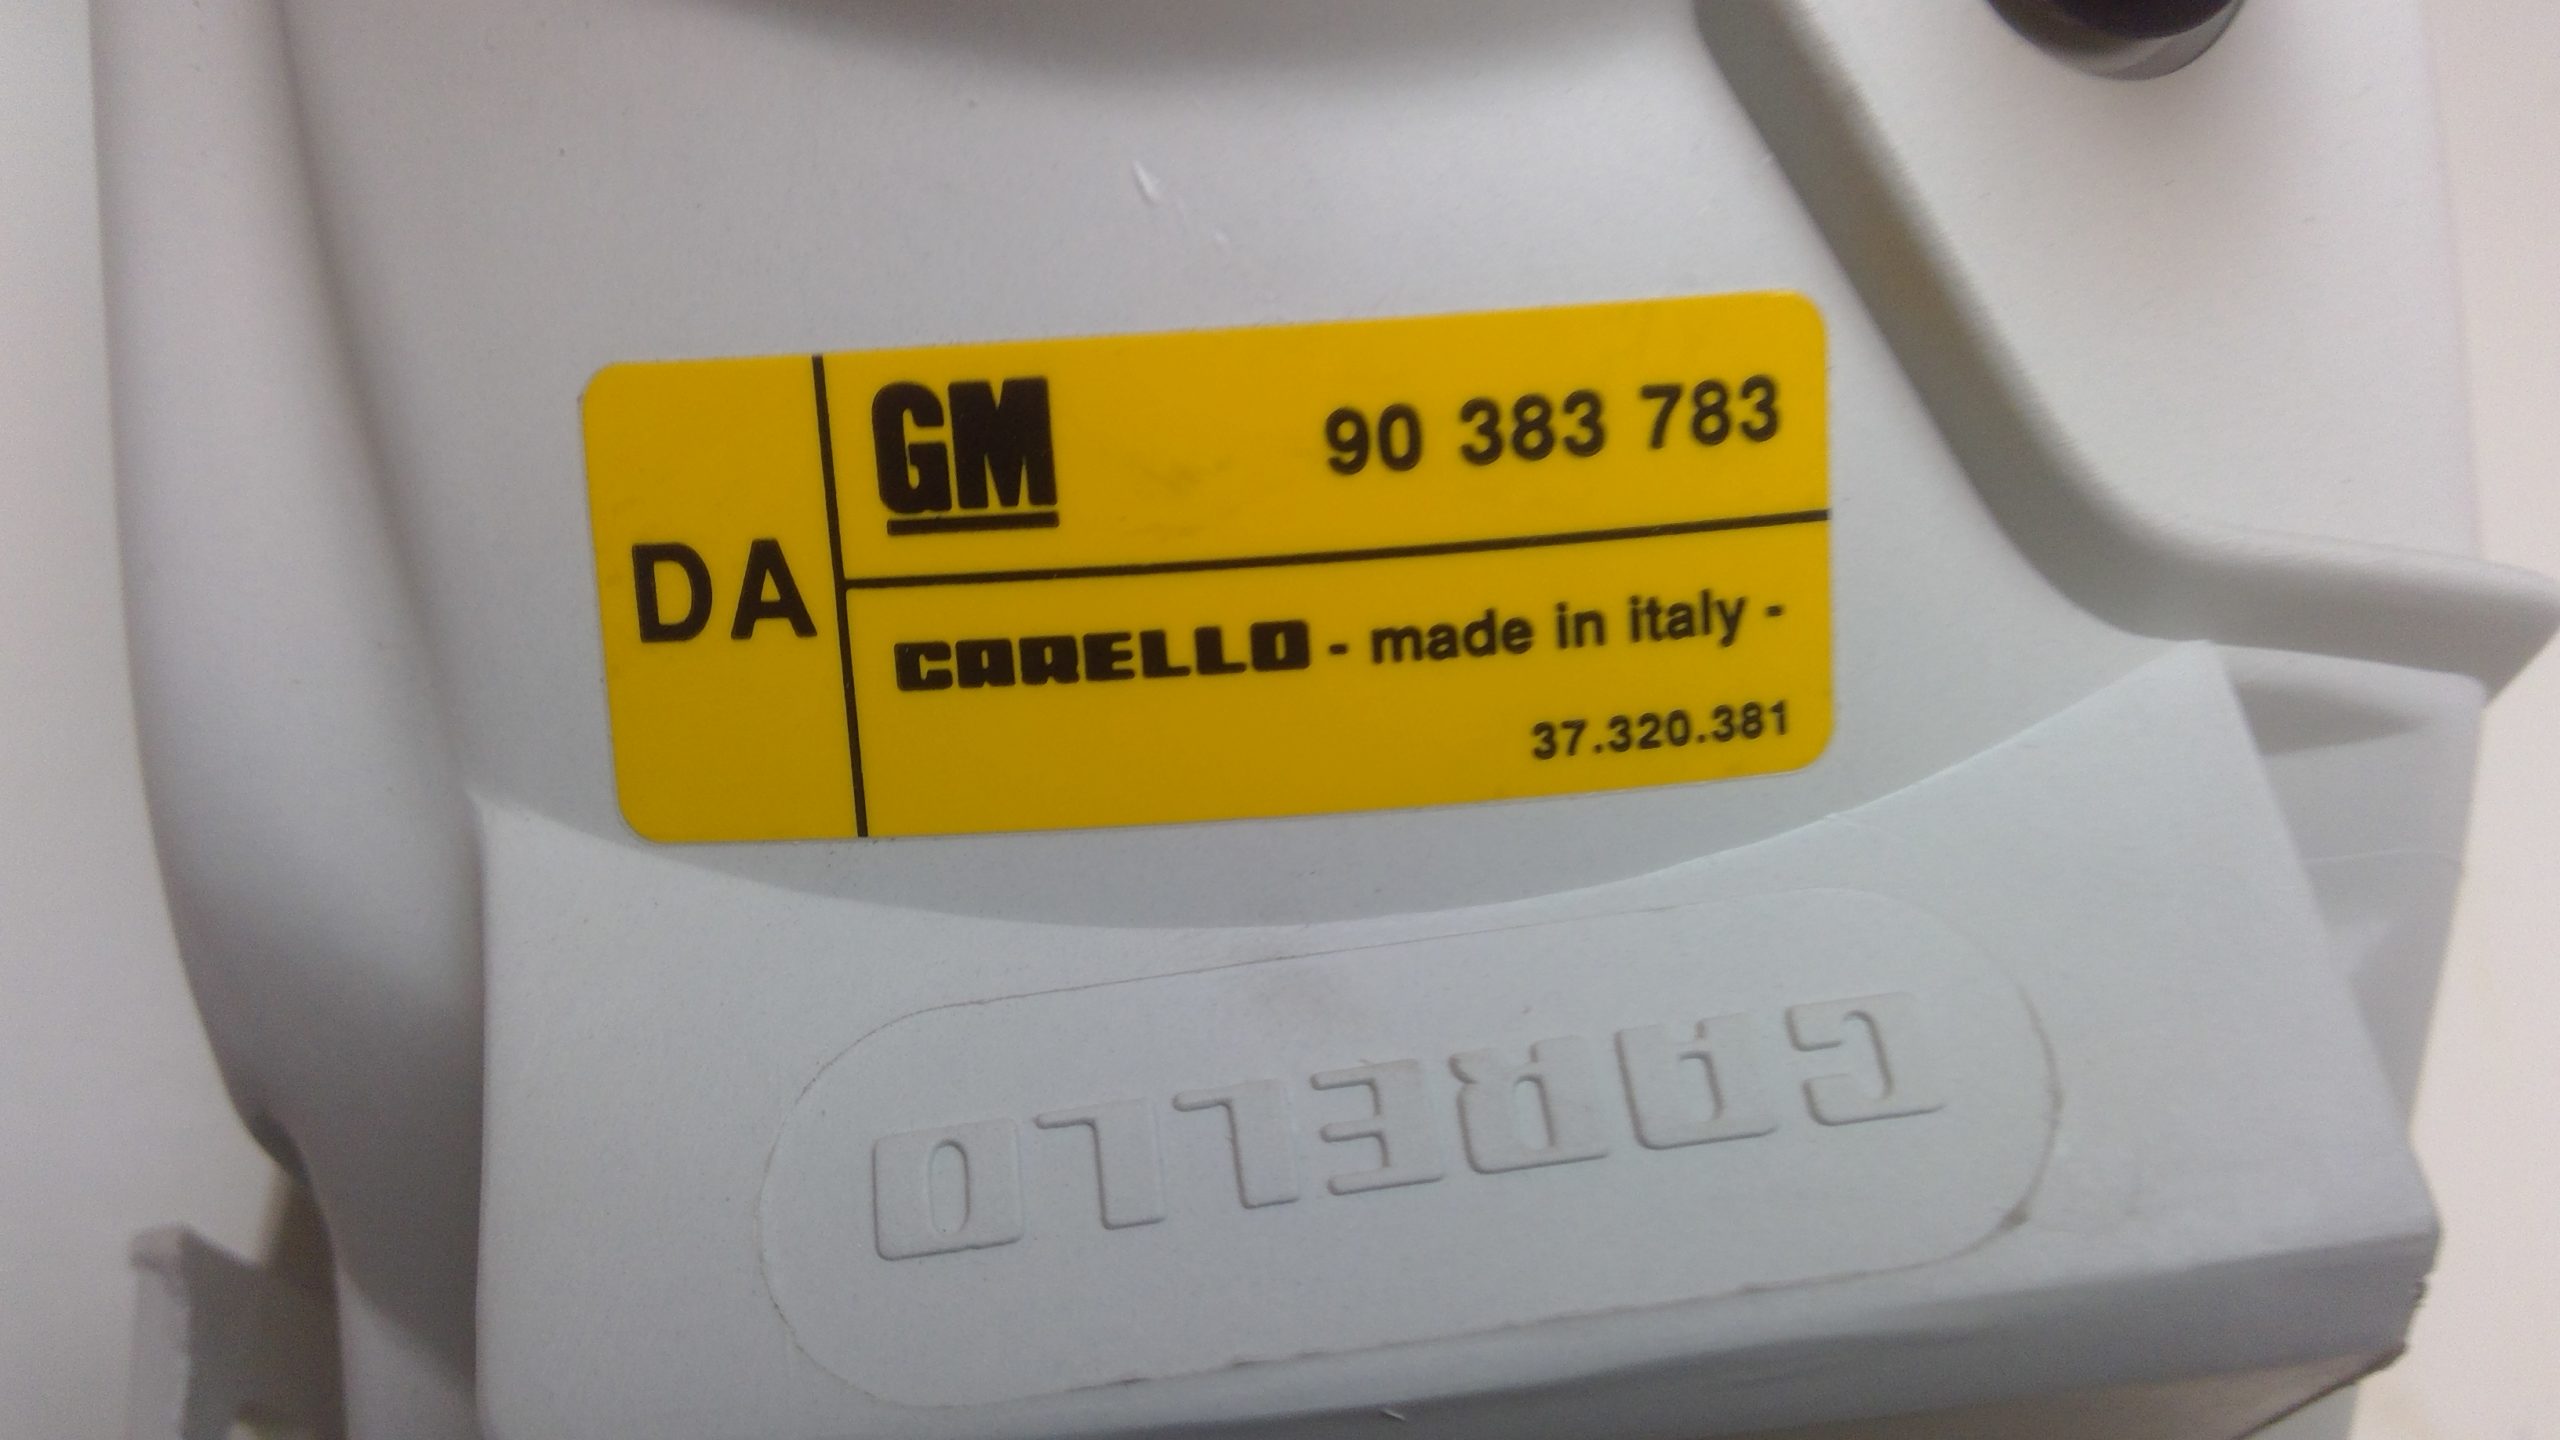 DA
GM 90 383 783
CARELLO - made in italy -
37.320.381
CARELLO